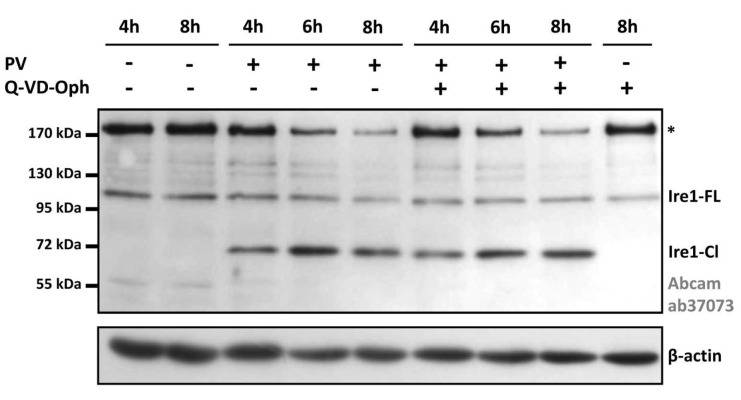 4h 8h 4h 6h 8h 4h 6h 8h 8h
PV - - + + + + + + -
Q-VD-Oph - - - - - + + + +
170 kDa *
130 kDa
Ire1-FL
95 kDa
72 kDa
Ire1-Cl
55 kDa
Abcam
ab37073
β-actin